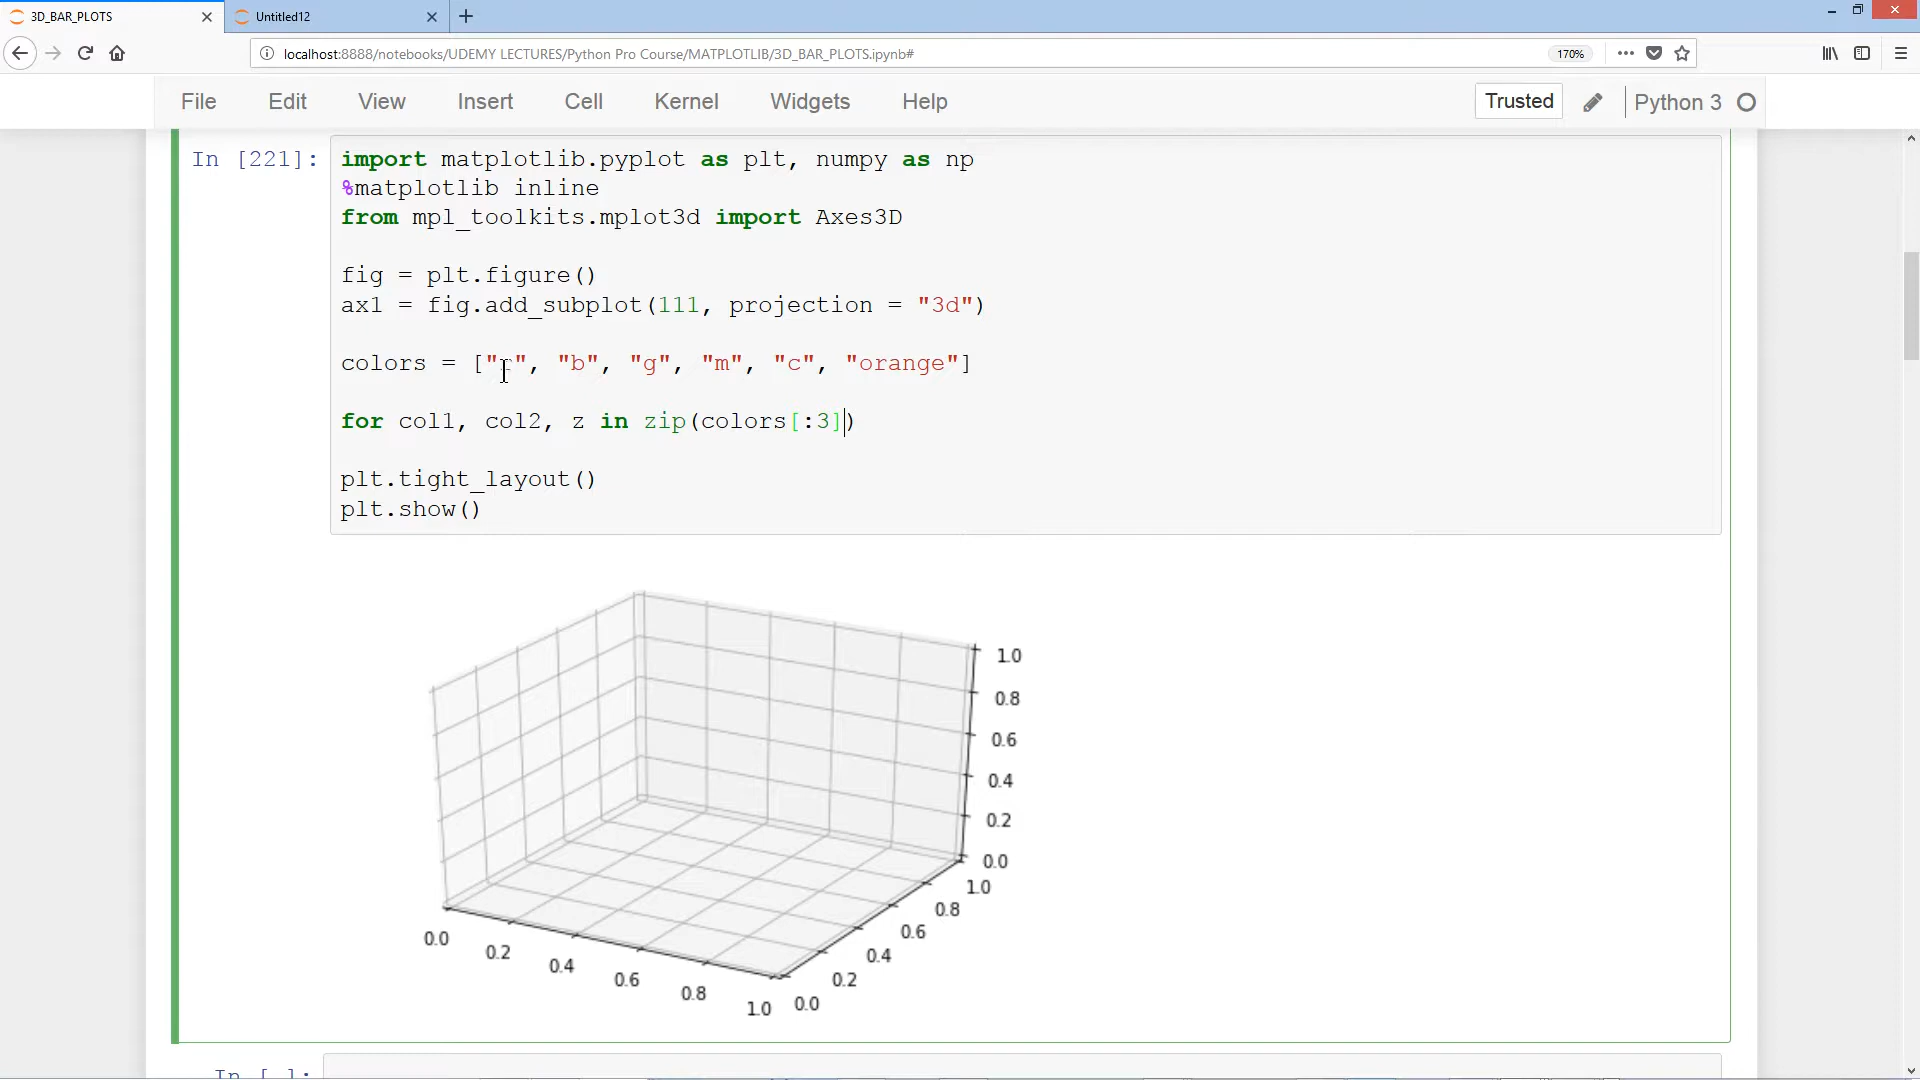 3D_BAR_PLOTS
Untitled12
localhost:8888/notebooks/UDEMY LECTURES/Python Pro Course/MATPLOTLIB/3D_BAR_PLOTS.ipynb#
170%
File Edit View Insert Cell Kernel Widgets Help
Trusted
Python 3
In [221]:
import matplotlib.pyplot as plt, numpy as np
%matplotlib inline
from mpl_toolkits.mplot3d import Axes3D
fig = plt.figure()
ax1 = fig.add_subplot(111, projection = "3d")
colors = ["r", "b", "g", "m", "c", "orange"]
for col1, col2, z in zip(colors[:3])
plt.tight_layout()
plt.show()
1.0
0.8
0.6
0.4
0.2
0.0
1.0
0.8
0.6
0.4
0.2
0.0
0.0
0.2
0.4
0.6
0.8
1.0
In [ ]: